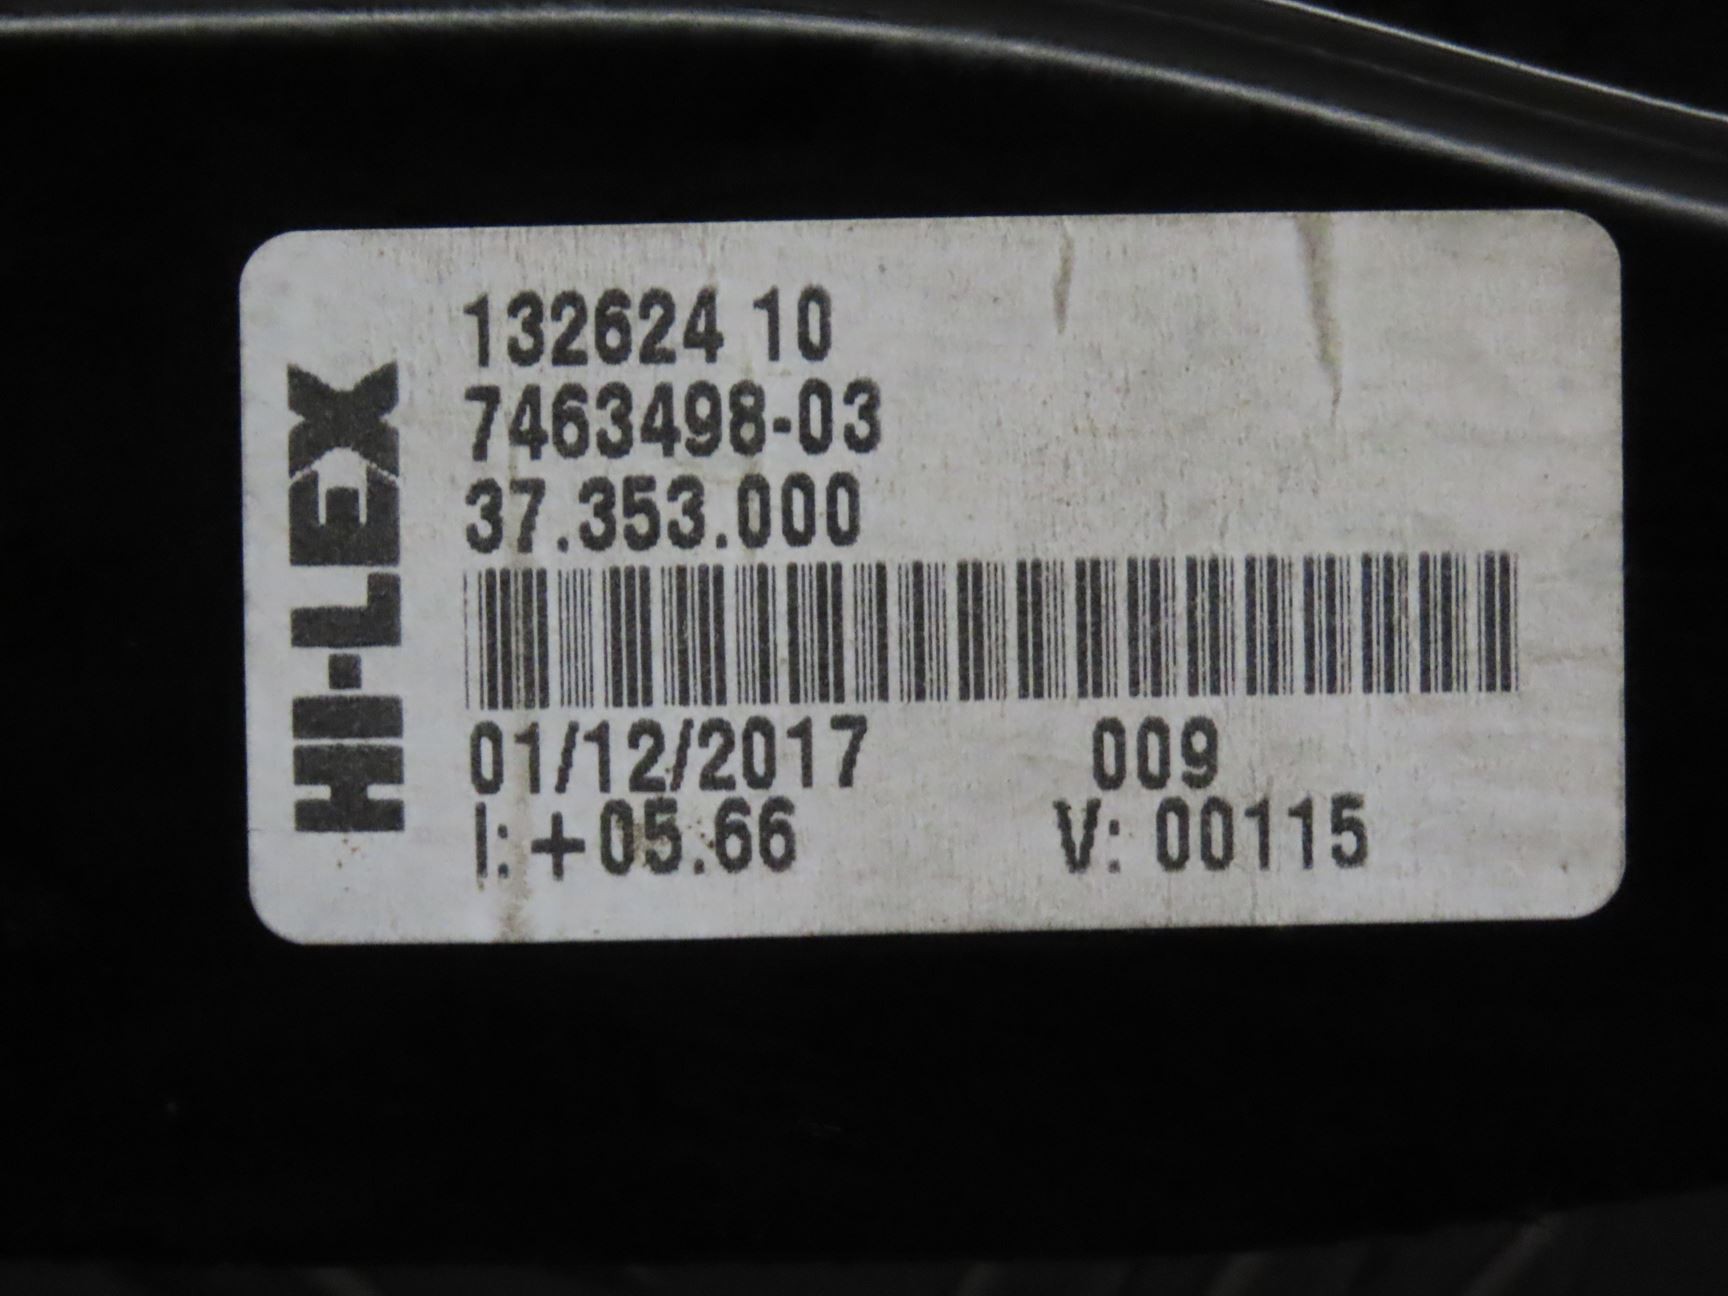 HI-LEX
132624 10
7463498-03
37.353.000
01/12/2017 009
I: +05.66 V: 00115